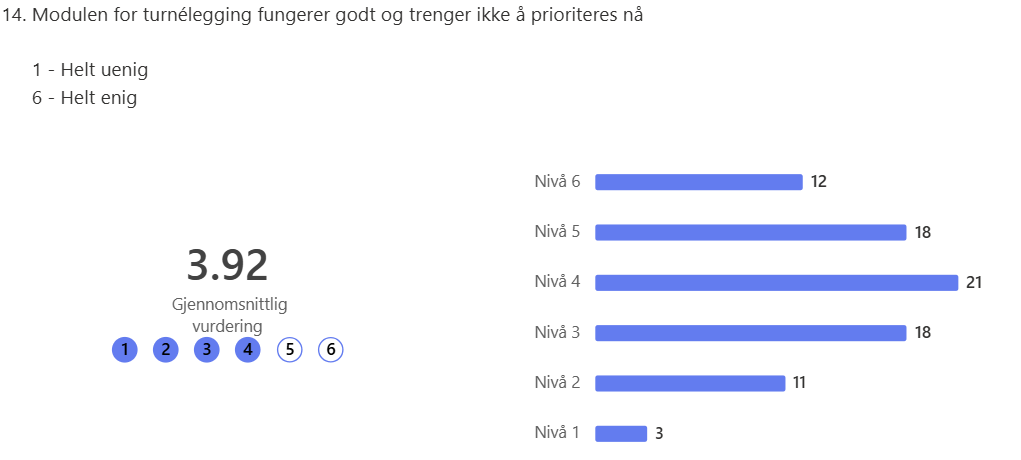 14. Modulen for turnélegging fungerer godt og trenger ikke å prioriteres nå
1 - Helt uenig
6 - Helt enig
3.92
Gjennomsnittlig
vurdering
1 2 3 4 5 6
Nivå 6 12
Nivå 5 18
Nivå 4 21
Nivå 3 18
Nivå 2 11
Nivå 1 3